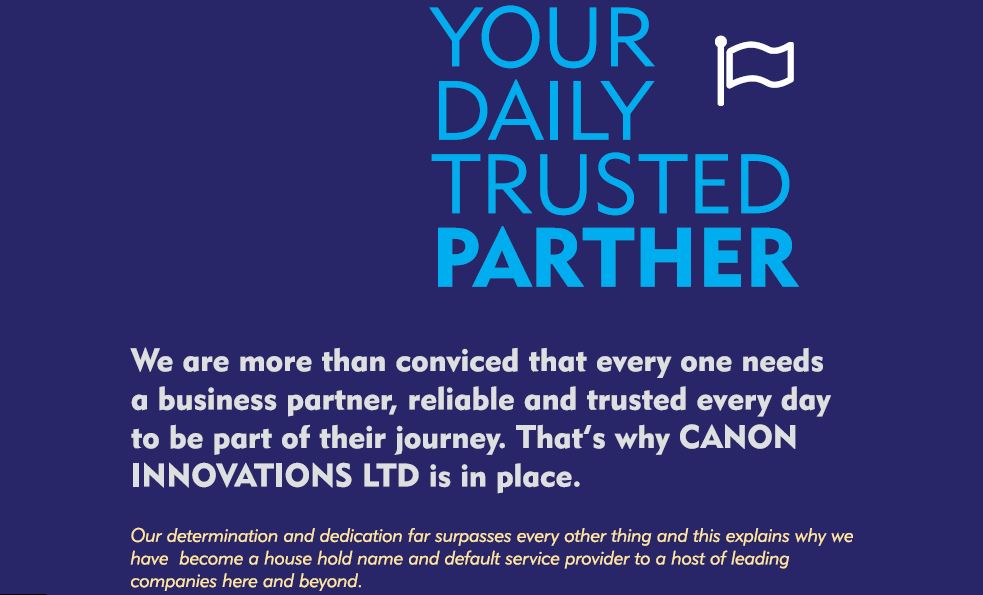 YOUR
DAILY
TRUSTED
PARTHER
We are more than conviced that every one needs
a business partner, reliable and trusted every day
to be part of their journey. That's why CANON
INNOVATIONS LTD is in place.
Our determination and dedication far surpasses every other thing and this explains why we
have  become a house hold name and default service provider to a host of leading
companies here and beyond.